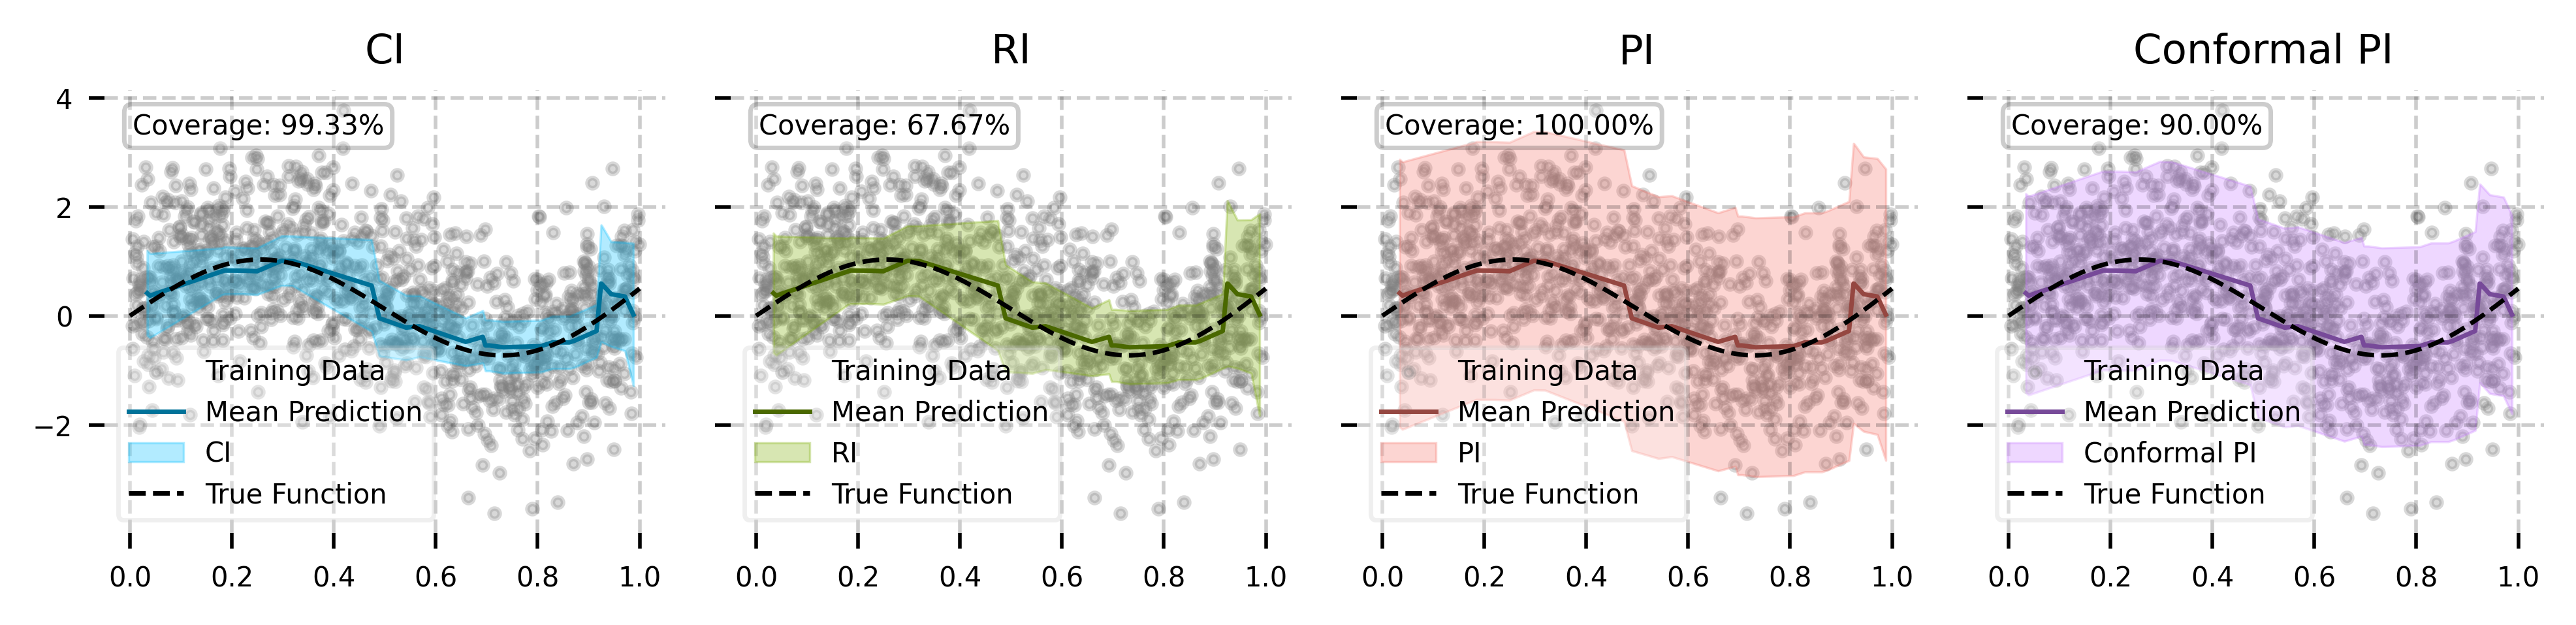 CI
Coverage: 99.33%
4
2
0
−2
Training Data
Mean Prediction
CI
True Function
0.0 0.2 0.4 0.6 0.8 1.0
RI
Coverage: 67.67%
Training Data
Mean Prediction
RI
True Function
0.0 0.2 0.4 0.6 0.8 1.0
PI
Coverage: 100.00%
Training Data
Mean Prediction
PI
True Function
0.0 0.2 0.4 0.6 0.8 1.0
Conformal PI
Coverage: 90.00%
Training Data
Mean Prediction
Conformal PI
True Function
0.0 0.2 0.4 0.6 0.8 1.0